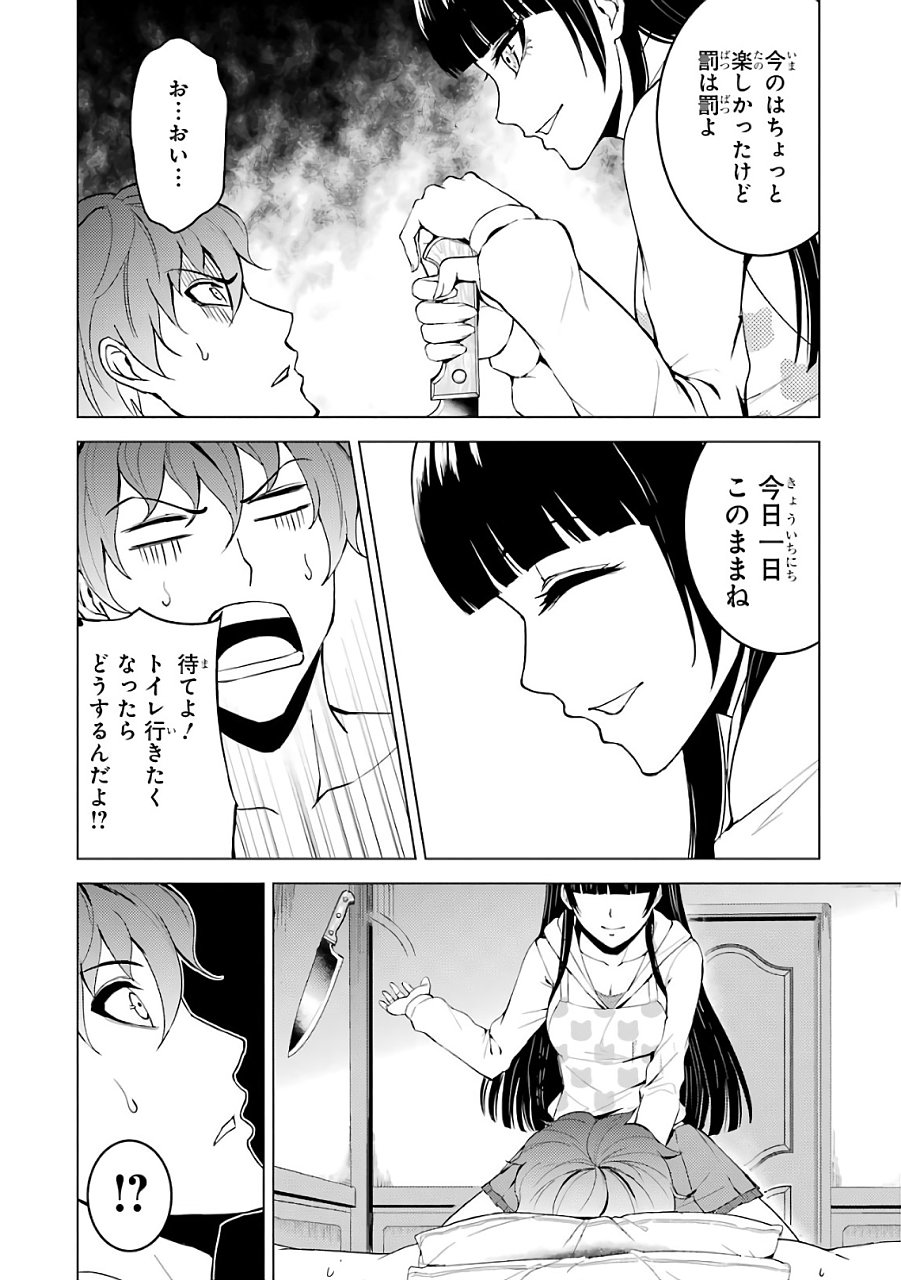 今のはちょっと
楽しかったけど
罰は罰よ
お…おい…
今日一日
このままね
待てよ！
トイレ行きたく
なったら
どうするんだよ!?
!?